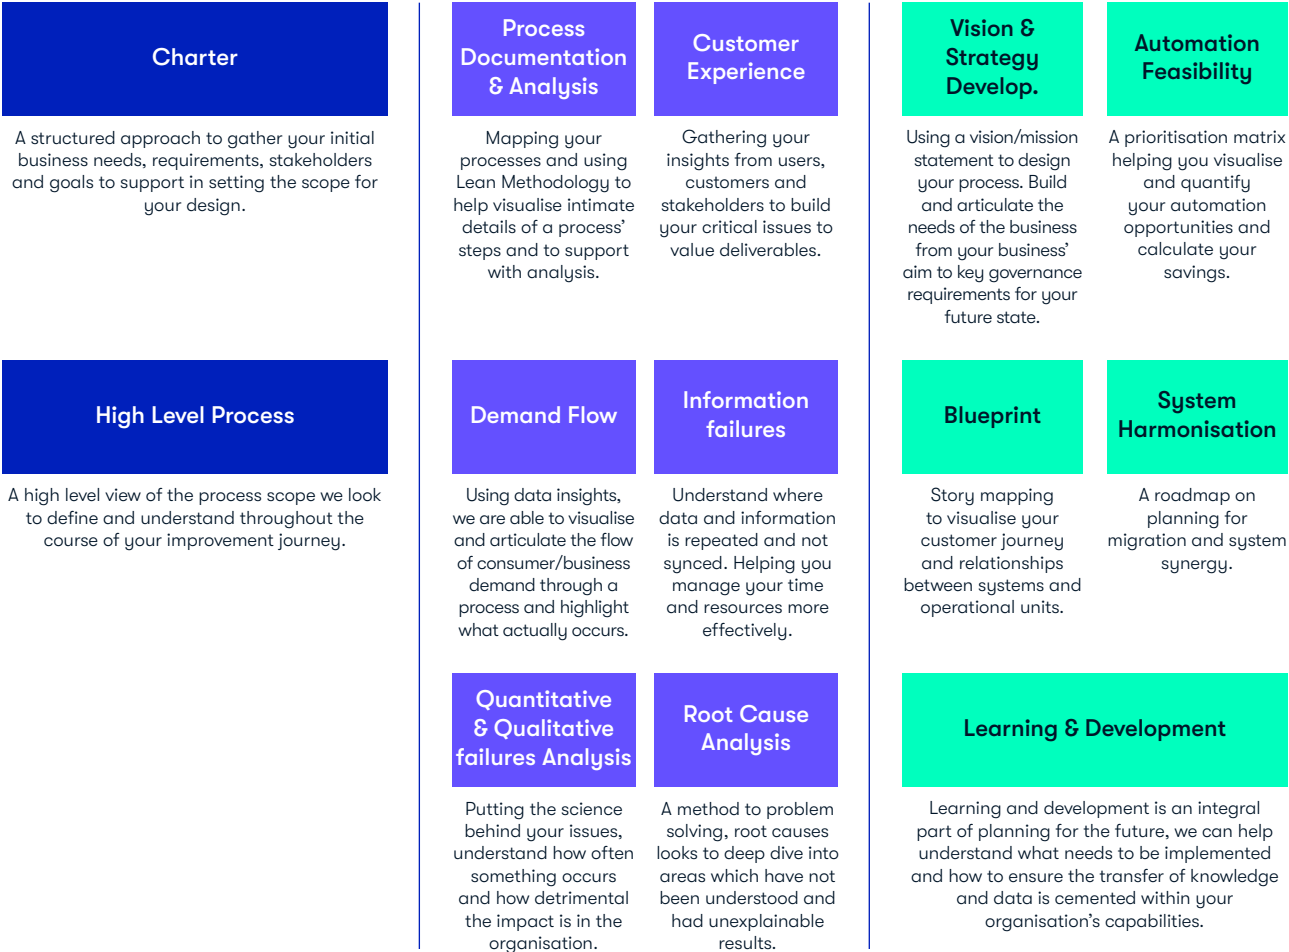 Charter
A structured approach to gather your initial
business needs, requirements, stakeholders
and goals to support in setting the scope for
your design.
High Level Process
A high level view of the process scope we look
to define and understand throughout the
course of your improvement journey.
Process
Documentation
& Analysis
Mapping your
processes and using
Lean Methodology to
help visualise intimate
details of a process’
steps and to support
with analysis.
Customer
Experience
Gathering your
insights from users,
customers and
stakeholders to build
your critical issues to
value deliverables.
Demand Flow
Using data insights,
we are able to visualise
and articulate the flow
of consumer/business
demand through a
process and highlight
what actually occurs.
Information
failures
Understand where
data and information
is repeated and not
synced. Helping you
manage your time
and resources more
effectively.
Quantitative
& Qualitative
failures Analysis
Putting the science
behind your issues,
understand how often
something occurs
and how detrimental
the impact is in the
organisation.
Root Cause
Analysis
A method to problem
solving, root causes
looks to deep dive into
areas which have not
been understood and
had unexplainable
results.
Vision &
Strategy
Develop.
Using a vision/mission
statement to design
your process. Build
and articulate the
needs of the business
from your business’
aim to key governance
requirements for your
future state.
Automation
Feasibility
A prioritisation matrix
helping you visualise
and quantify
your automation
opportunities and
calculate your
savings.
Blueprint
Story mapping
to visualise your
customer journey
and relationships
between systems and
operational units.
System
Harmonisation
A roadmap on
planning for
migration and system
synergy.
Learning & Development
Learning and development is an integral
part of planning for the future, we can help
understand what needs to be implemented
and how to ensure the transfer of knowledge
and data is cemented within your
organisation’s capabilities.